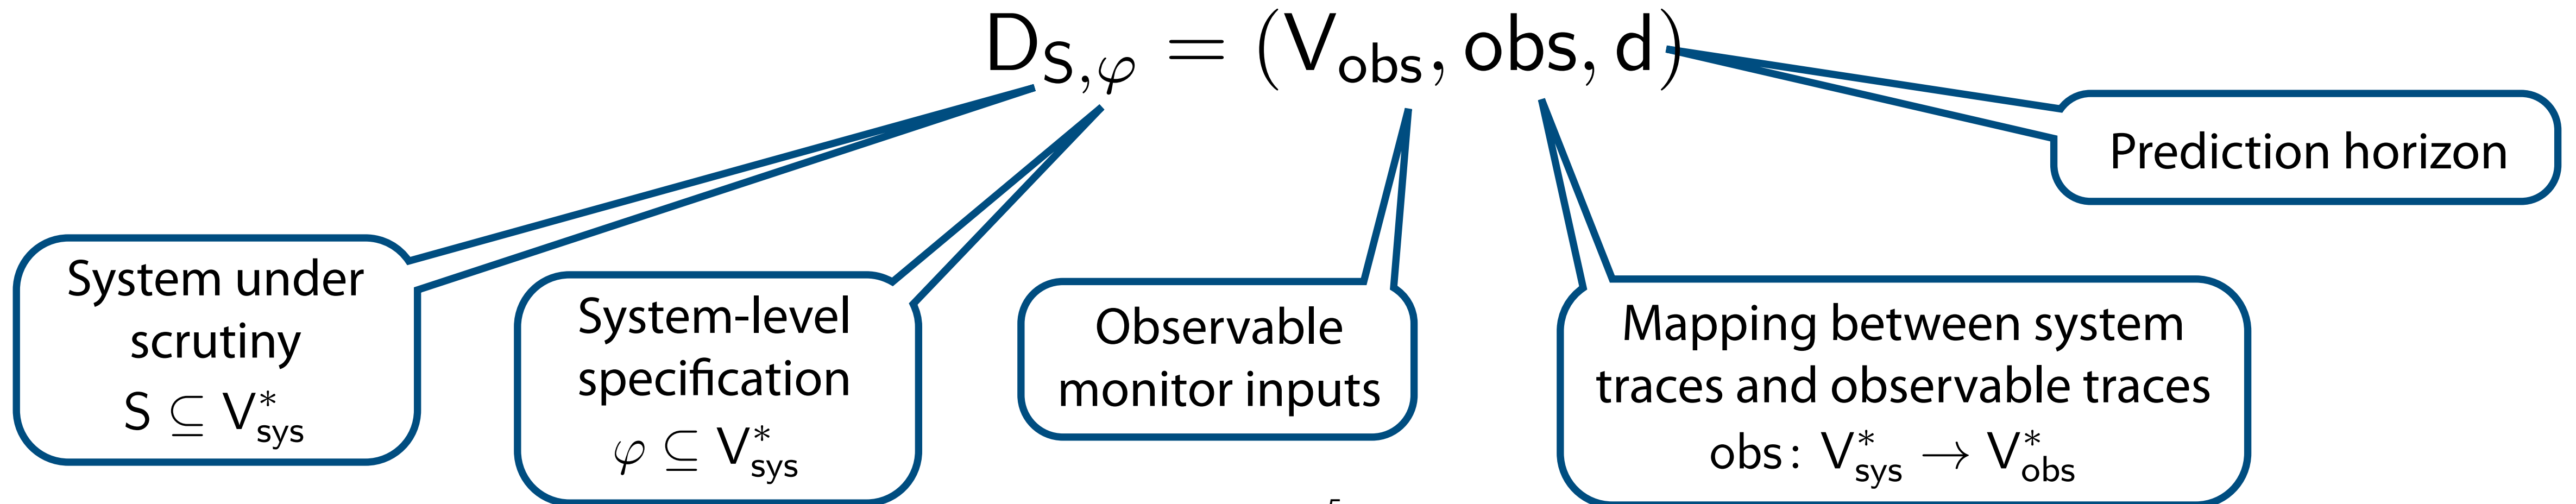 D_{S,φ} = (V_obs, obs, d)
Prediction horizon
System under
scrutiny
S ⊆ V*_sys
System-level
specification
φ ⊆ V*_sys
Observable
monitor inputs
Mapping between system
traces and observable traces
obs: V*_sys → V*_obs